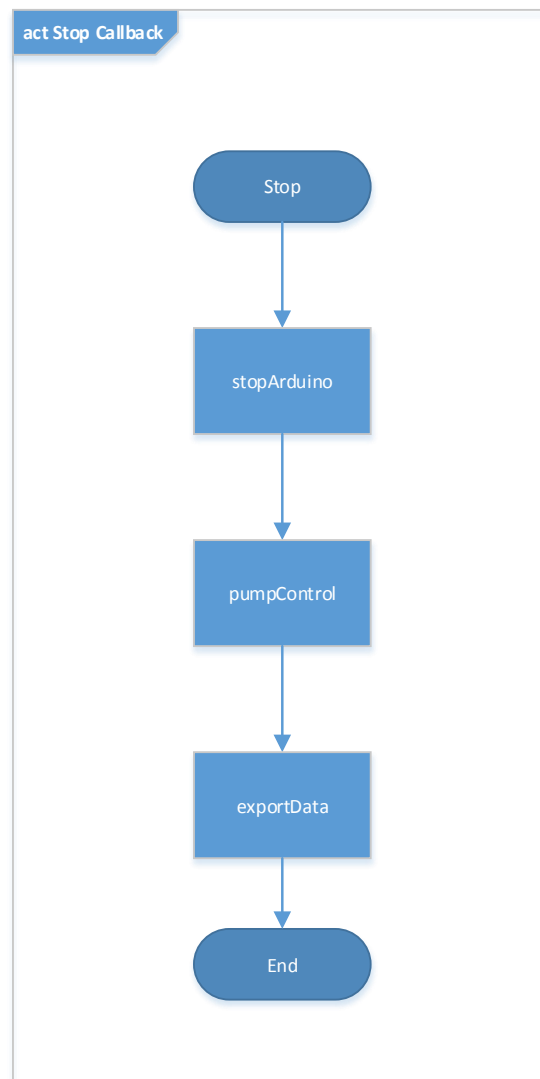 act Stop Callback
Stop
stopArduino
pumpControl
exportData
End